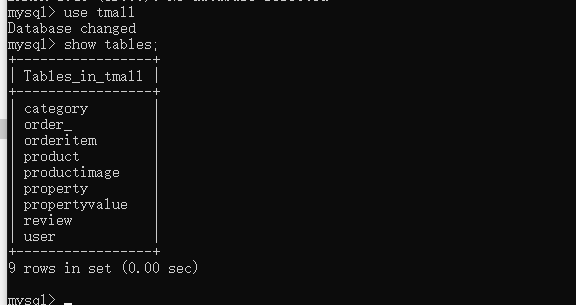 mysql> use tmall
Database changed
mysql> show tables;
+-----------------+
| Tables_in_tmall |
+-----------------+
| category        |
| order_          |
| orderitem       |
| product         |
| productimage    |
| property        |
| propertyvalue   |
| review          |
| user            |
+-----------------+
9 rows in set (0.00 sec)
mysql> _